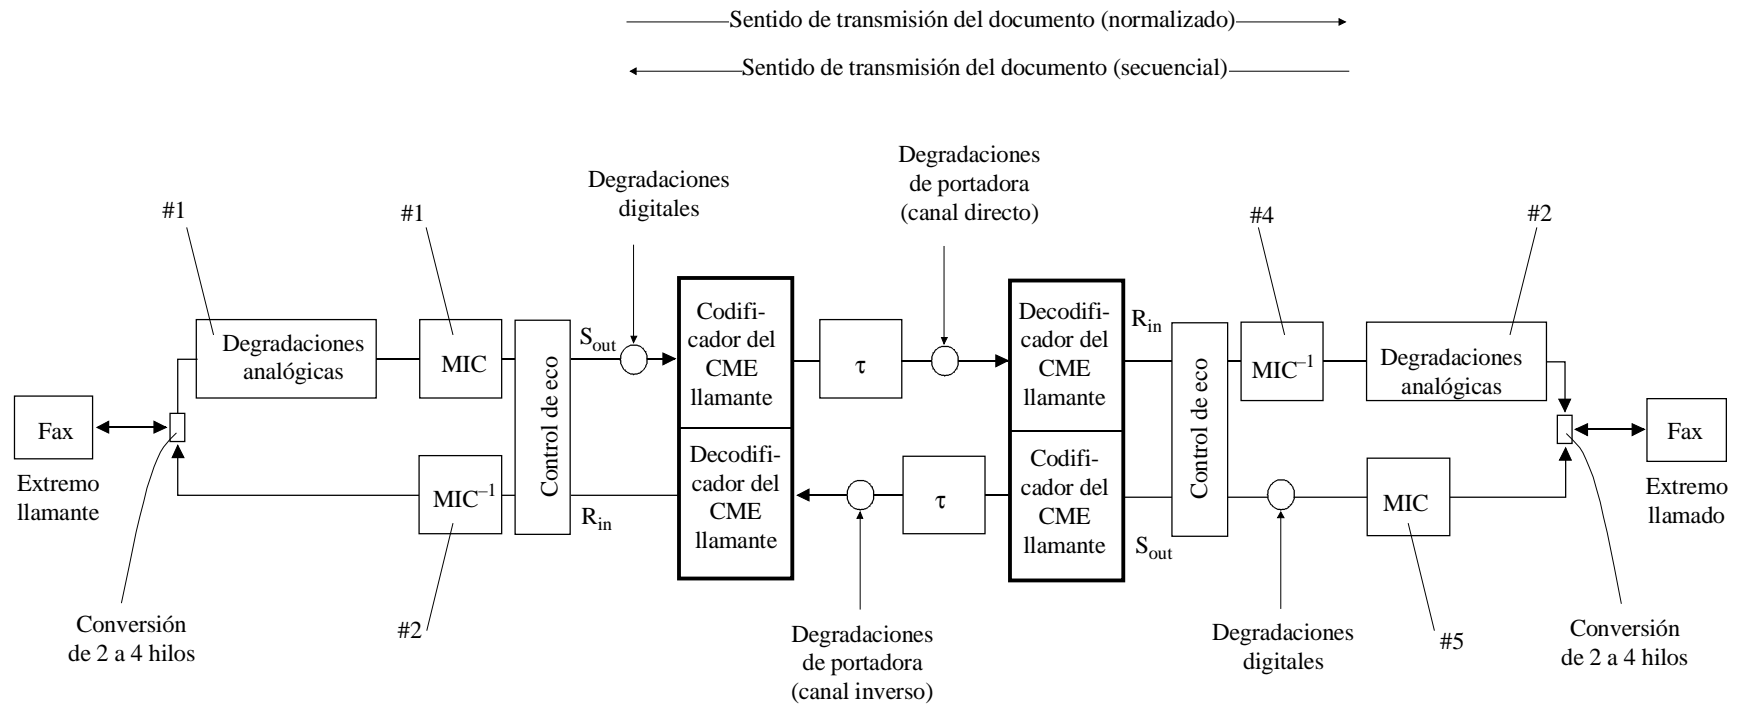 Sentido de transmisión del documento (normalizado)
Sentido de transmisión del documento (secuencial)
Degradaciones
de portadora
(canal directo)
Degradaciones
digitales
#1
#1
#4
#2
Degradaciones
analógicas
MIC
Control de eco
S_out
Codifi-
cador del
CME
llamante
τ
Decodifi-
cador del
CME
llamante
R_in
Control de eco
MIC⁻¹
Degradaciones
analógicas
Fax
Extremo
llamante
MIC⁻¹
R_in
Decodifi-
cador del
CME
llamante
τ
Codifi-
cador del
CME
llamante
S_out
MIC
Fax
Extremo
llamado
Conversión
de 2 a 4 hilos
#2
Degradaciones
de portadora
(canal inverso)
Degradaciones
digitales
#5
Conversión
de 2 a 4 hilos